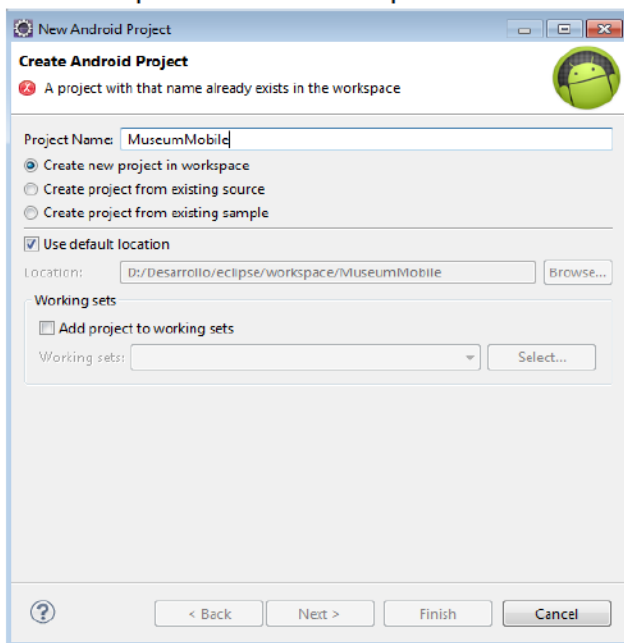 New Android Project
Create Android Project
A project with that name already exists in the workspace
Project Name: MuseumMobile
Create new project in workspace
Create project from existing source
Create project from existing sample
Use default location
Location: D:/Desarrollo/eclipse/workspace/MuseumMobile Browse...
Working sets
Add project to working sets
Working sets: Select...
? < Back Next > Finish Cancel